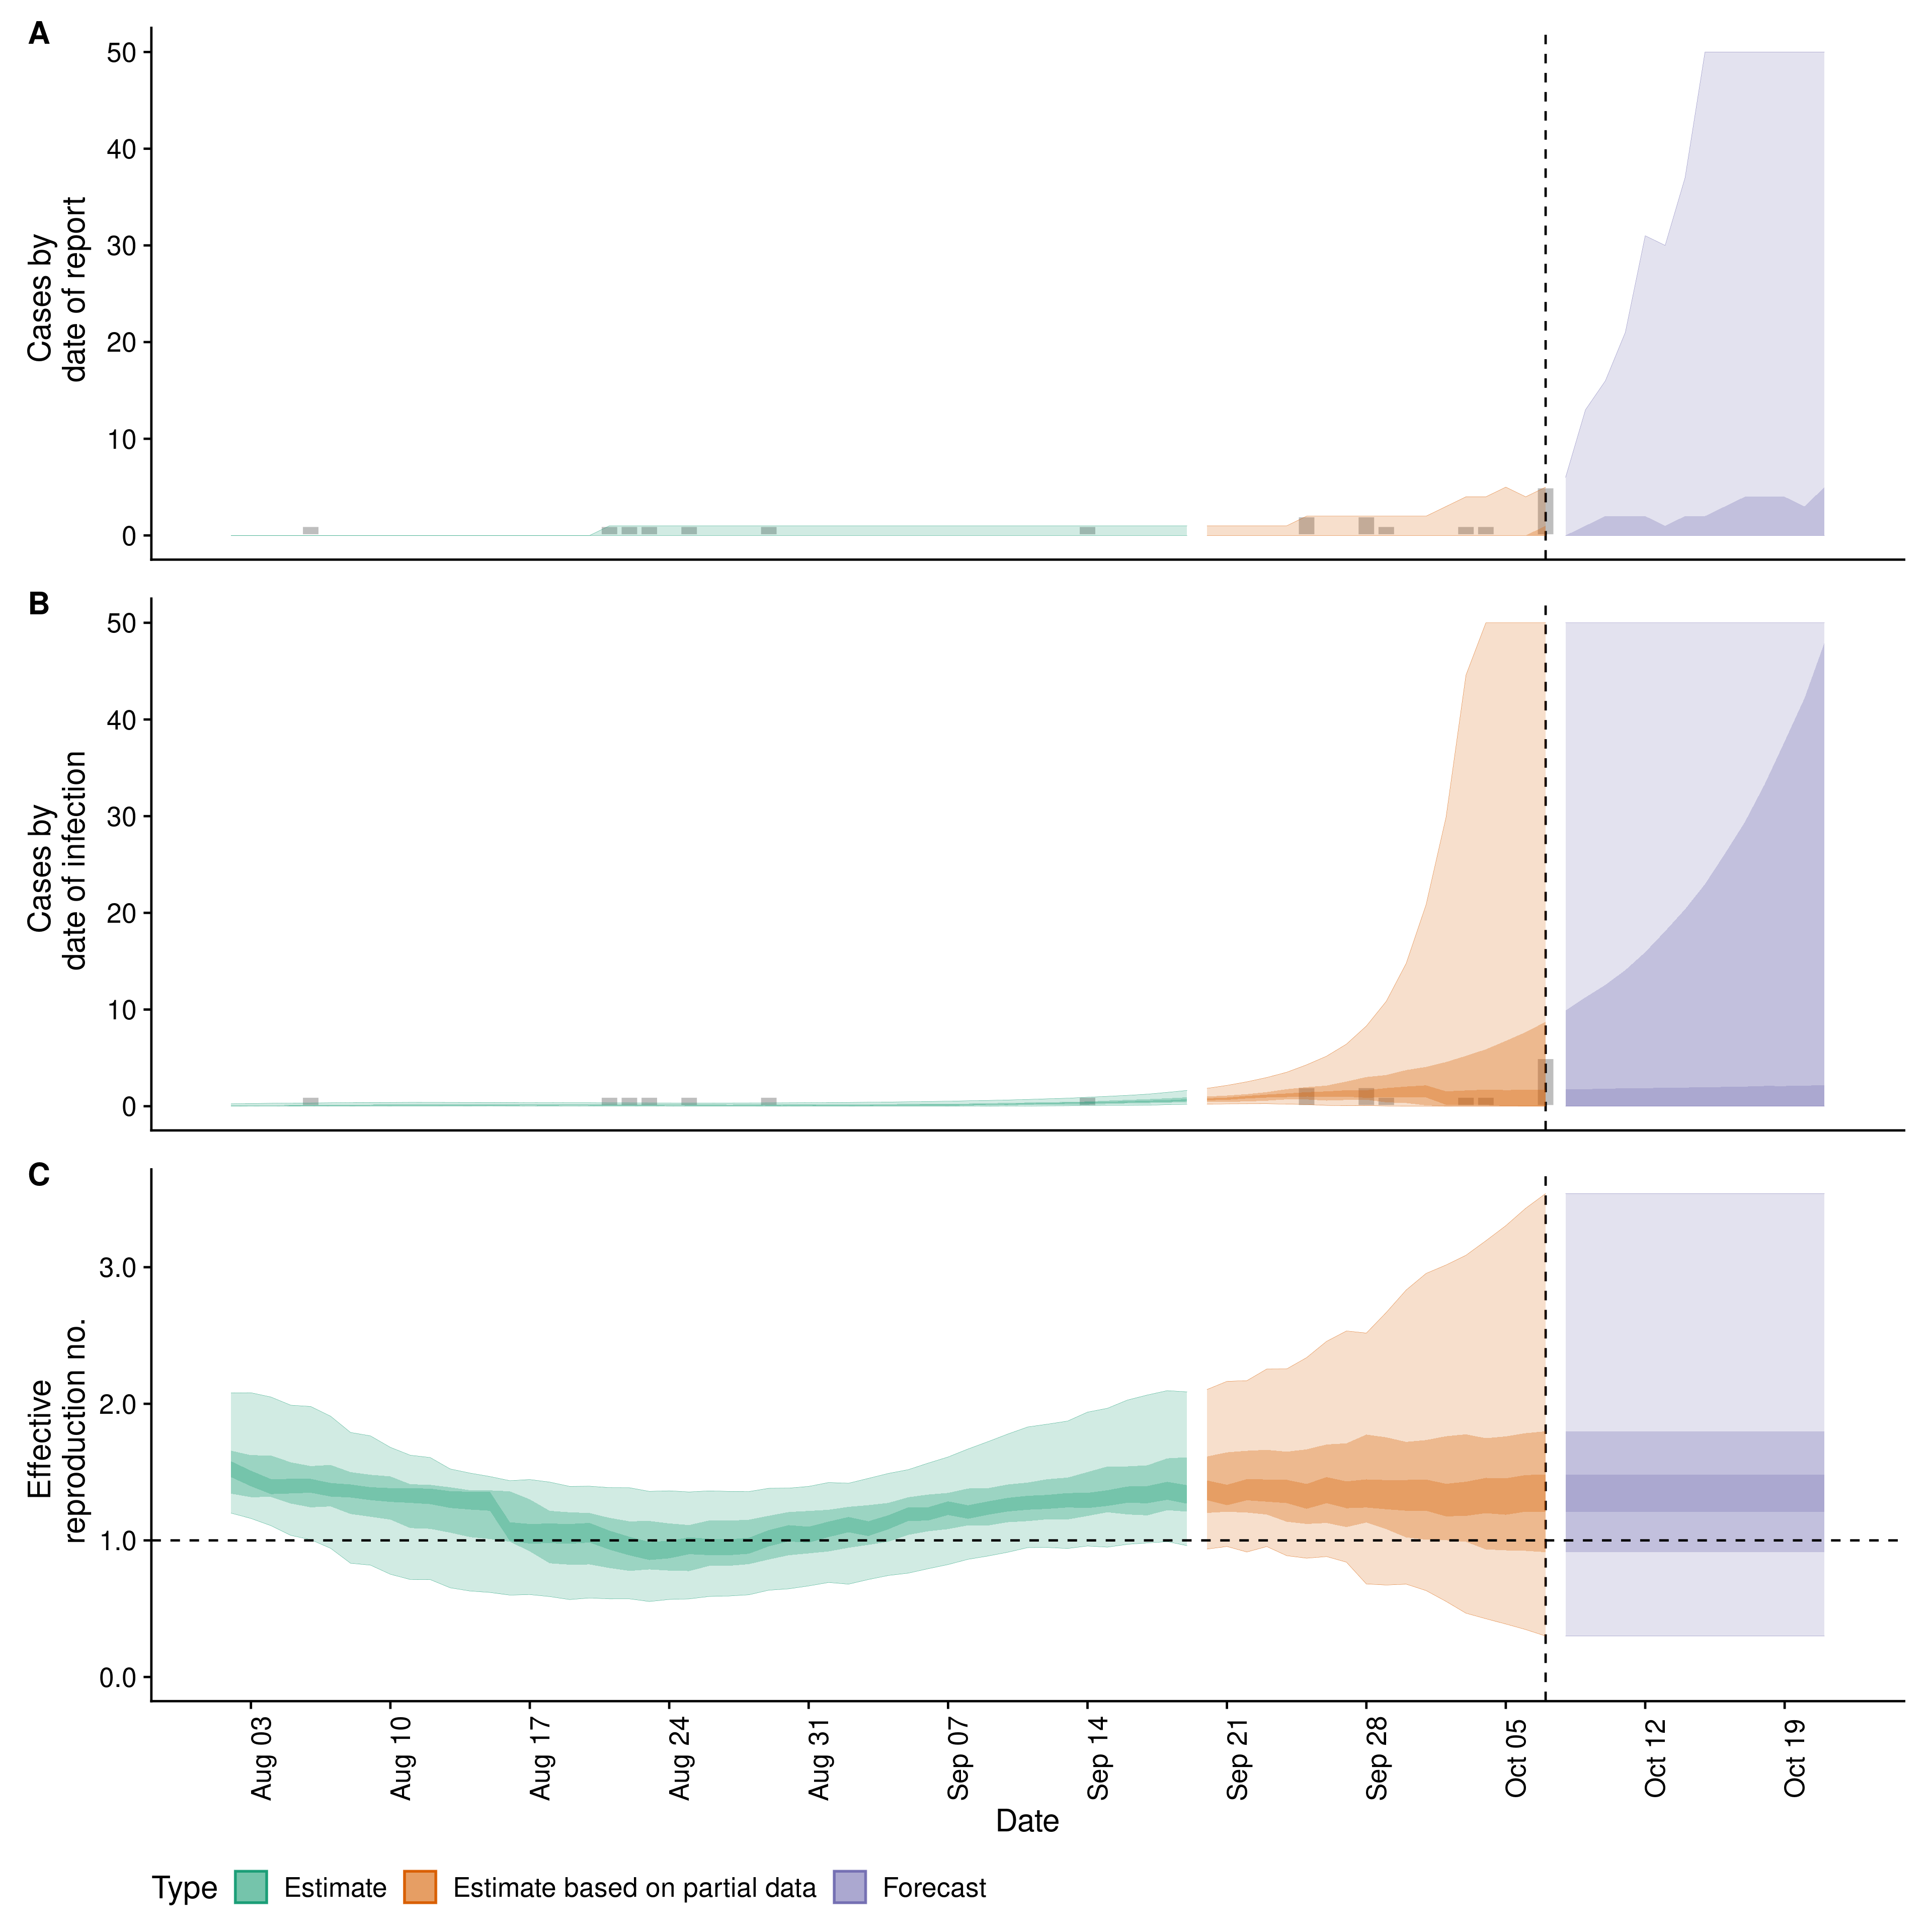 A
50
40
30
20
10
0
Cases by
date of report
B
50
40
30
20
10
0
Cases by
date of infection
C
3.0
2.0
1.0
0.0
Effective
reproduction no.
Aug 03
Aug 10
Aug 17
Aug 24
Aug 31
Sep 07
Sep 14
Sep 21
Sep 28
Oct 05
Oct 12
Oct 19
Date
Type Estimate Estimate based on partial data Forecast